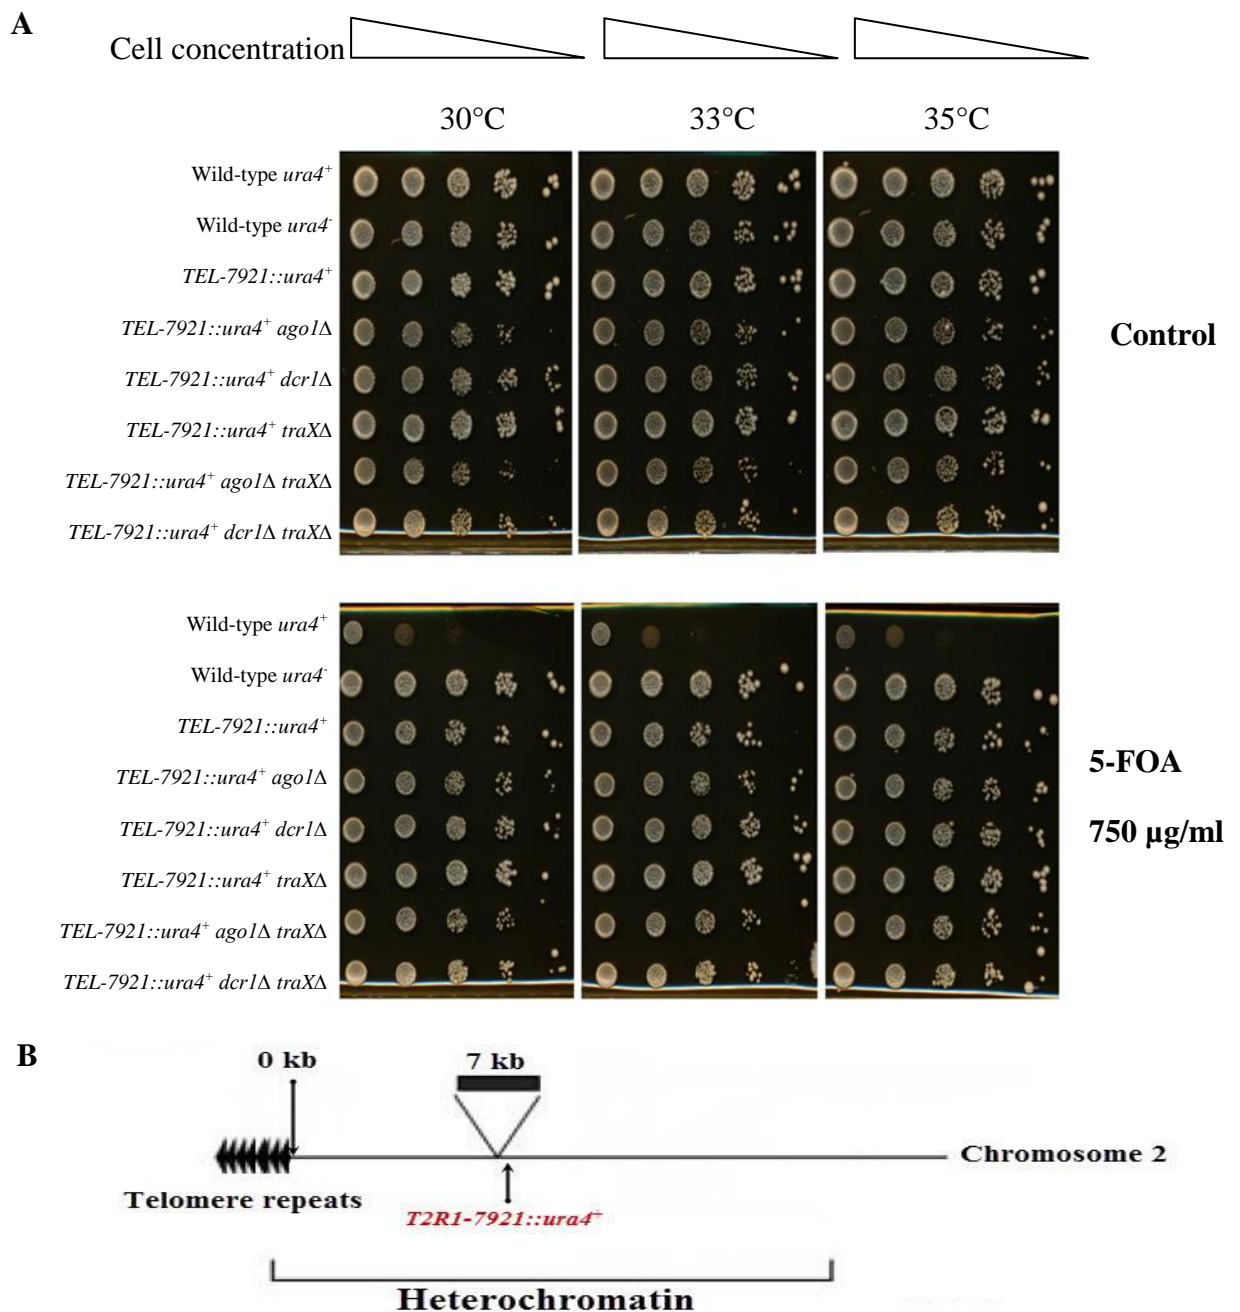 A
Cell concentration
30°C 33°C 35°C
Wild-type ura4⁺
Wild-type ura4⁻
TEL-7921::ura4⁺
TEL-7921::ura4⁺ ago1Δ
TEL-7921::ura4⁺ dcr1Δ
TEL-7921::ura4⁺ traXΔ
TEL-7921::ura4⁺ ago1Δ traXΔ
TEL-7921::ura4⁺ dcr1Δ traXΔ
Control
Wild-type ura4⁺
Wild-type ura4⁻
TEL-7921::ura4⁺
TEL-7921::ura4⁺ ago1Δ
TEL-7921::ura4⁺ dcr1Δ
TEL-7921::ura4⁺ traXΔ
TEL-7921::ura4⁺ ago1Δ traXΔ
TEL-7921::ura4⁺ dcr1Δ traXΔ
5-FOA
750 µg/ml
B
0 kb 7 kb
Chromosome 2
Telomere repeats
T2R1-7921::ura4⁺
Heterochromatin